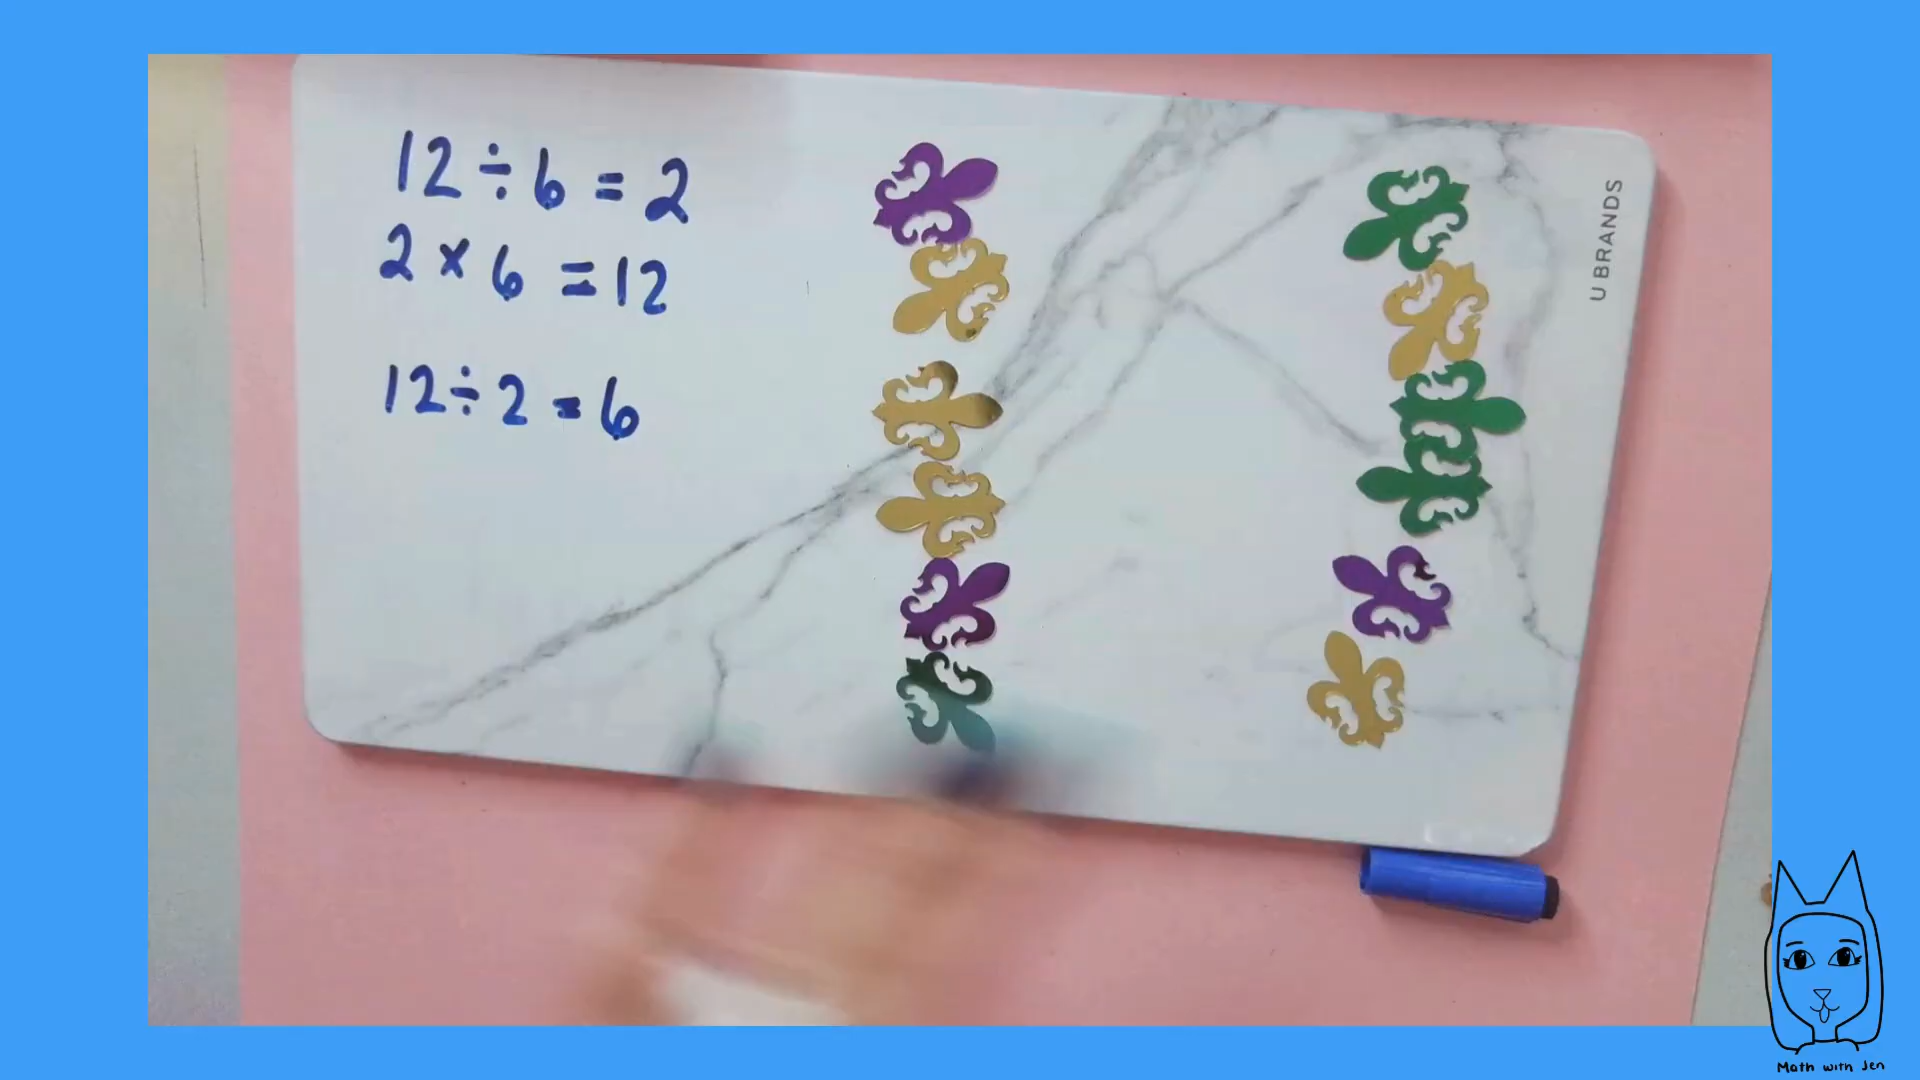 12 ÷ 6 = 2
2 × 6 = 12
12 ÷ 2 = 6
U BRANDS
Math with Jen